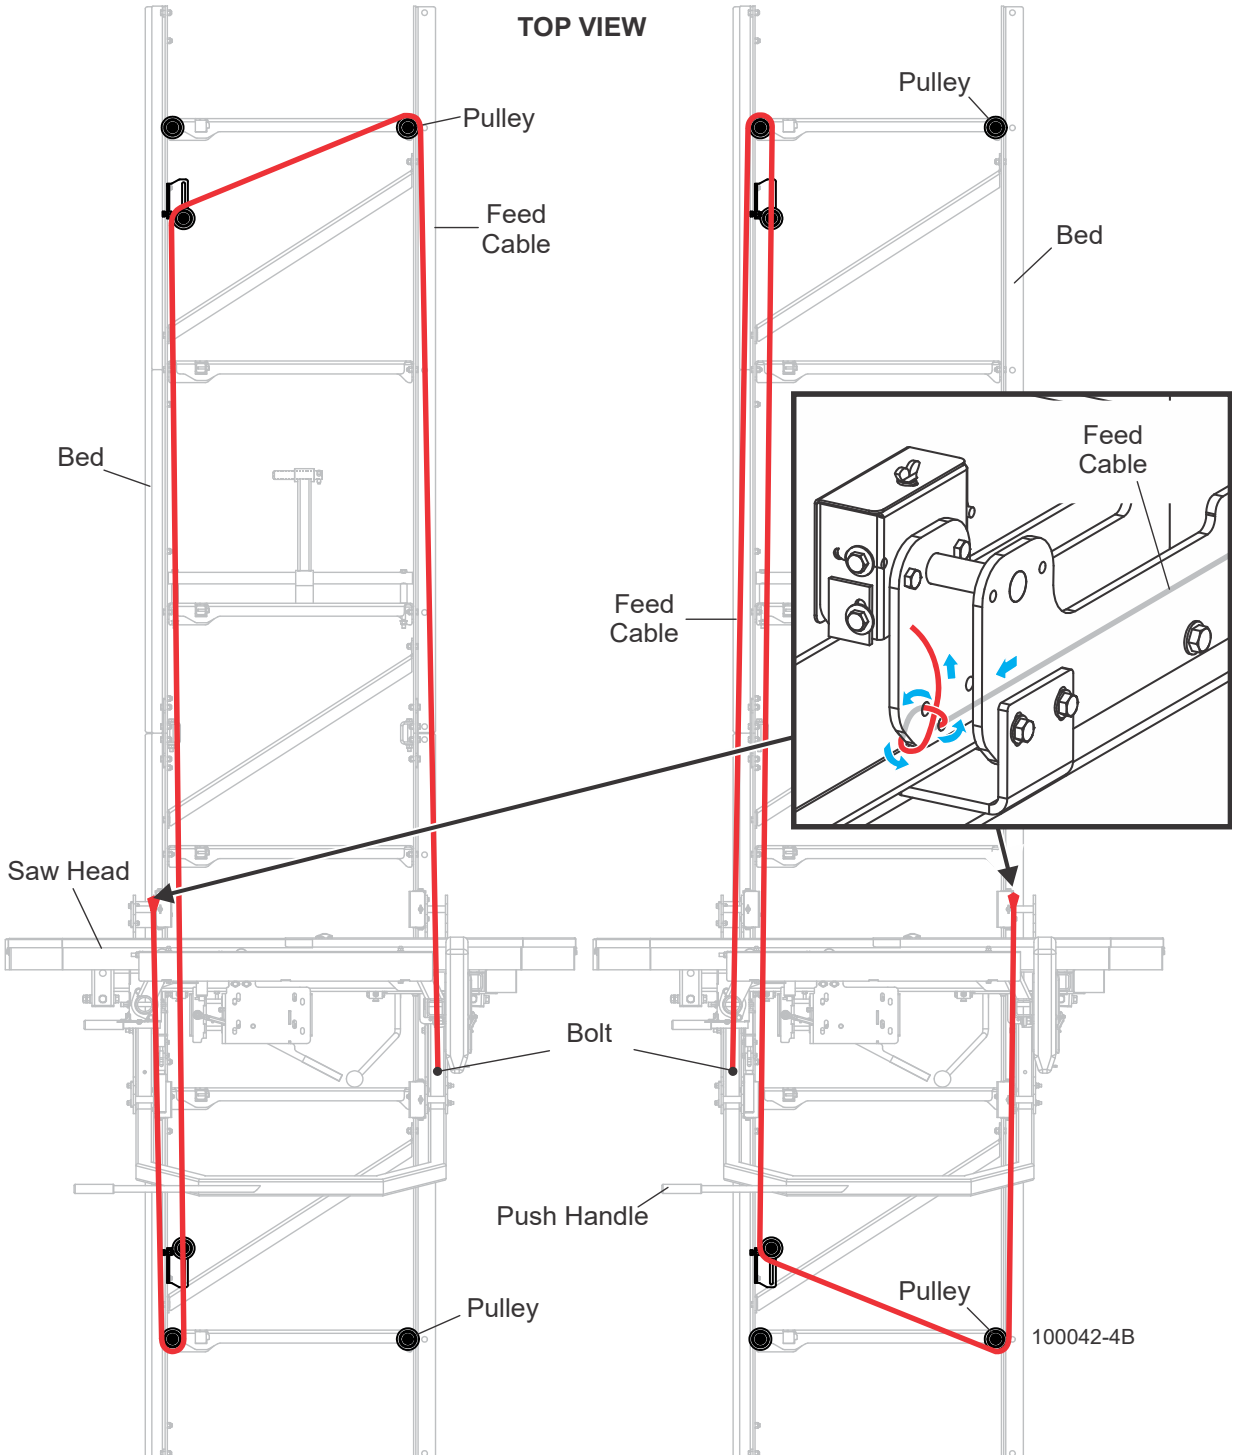 TOP VIEW
Pulley
Pulley
Feed
Cable
Bed
Feed
Cable
Bed
Feed
Cable
Saw Head
Bolt
Push Handle
Pulley
Pulley
100042-4B